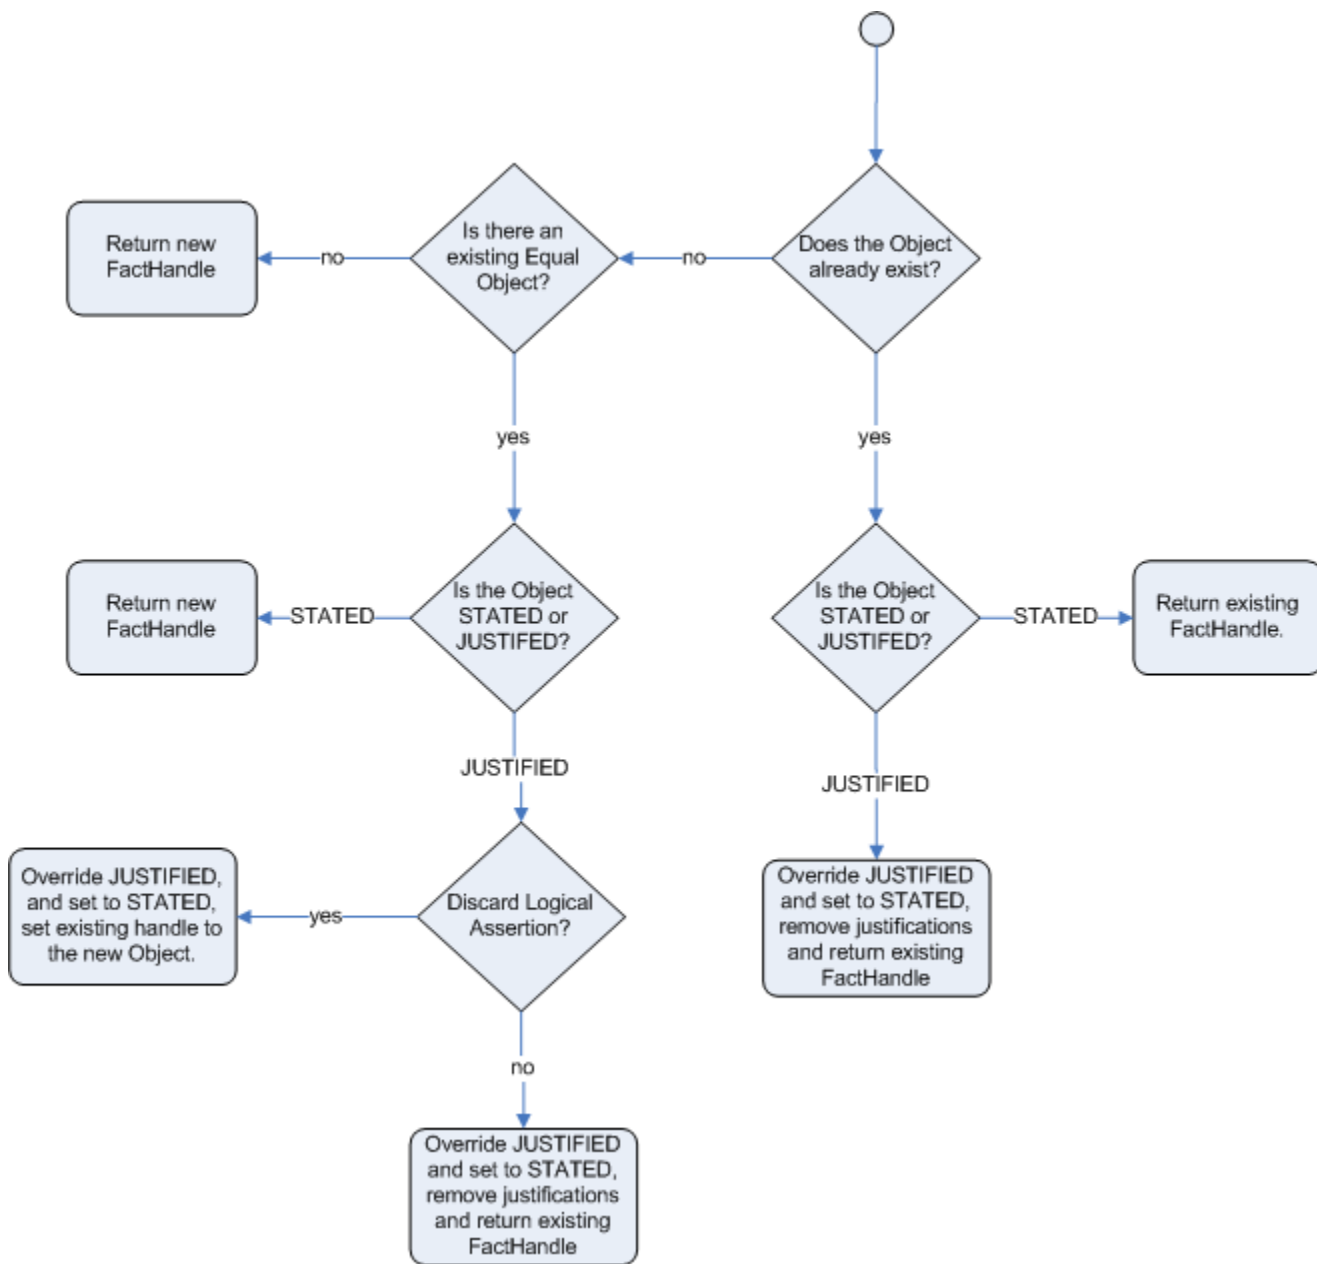 Return new
FactHandle
no
Is there an
existing Equal
Object?
no
Does the Object
already exist?
yes
yes
Return new
FactHandle
STATED
Is the Object
STATED or
JUSTIFED?
Is the Object
STATED or
JUSTIFED?
STATED
Return existing
FactHandle.
JUSTIFIED
JUSTIFIED
Override JUSTIFIED,
and set to STATED,
set existing handle to
the new Object.
yes
Discard Logical
Assertion?
Override JUSTIFIED
and set to STATED,
remove justifications
and return existing
FactHandle
no
Override JUSTIFIED
and set to STATED,
remove justifications
and return existing
FactHandle